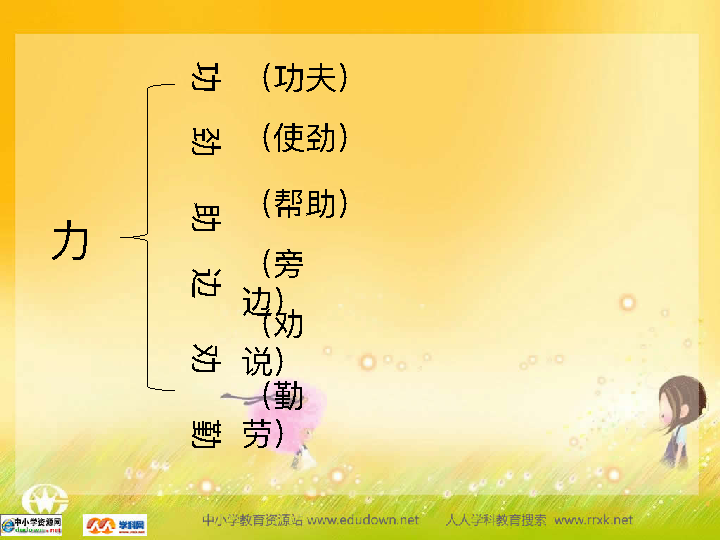 力
功 （功夫）
劲 （使劲）
助 （帮助）
边 （旁
边）
劝 （劝
说）
勤 （勤
劳）
中小学资源网
学科网
中小学教育资源站 www.edudown.net 人人学科教育搜索 www.rrxk.net